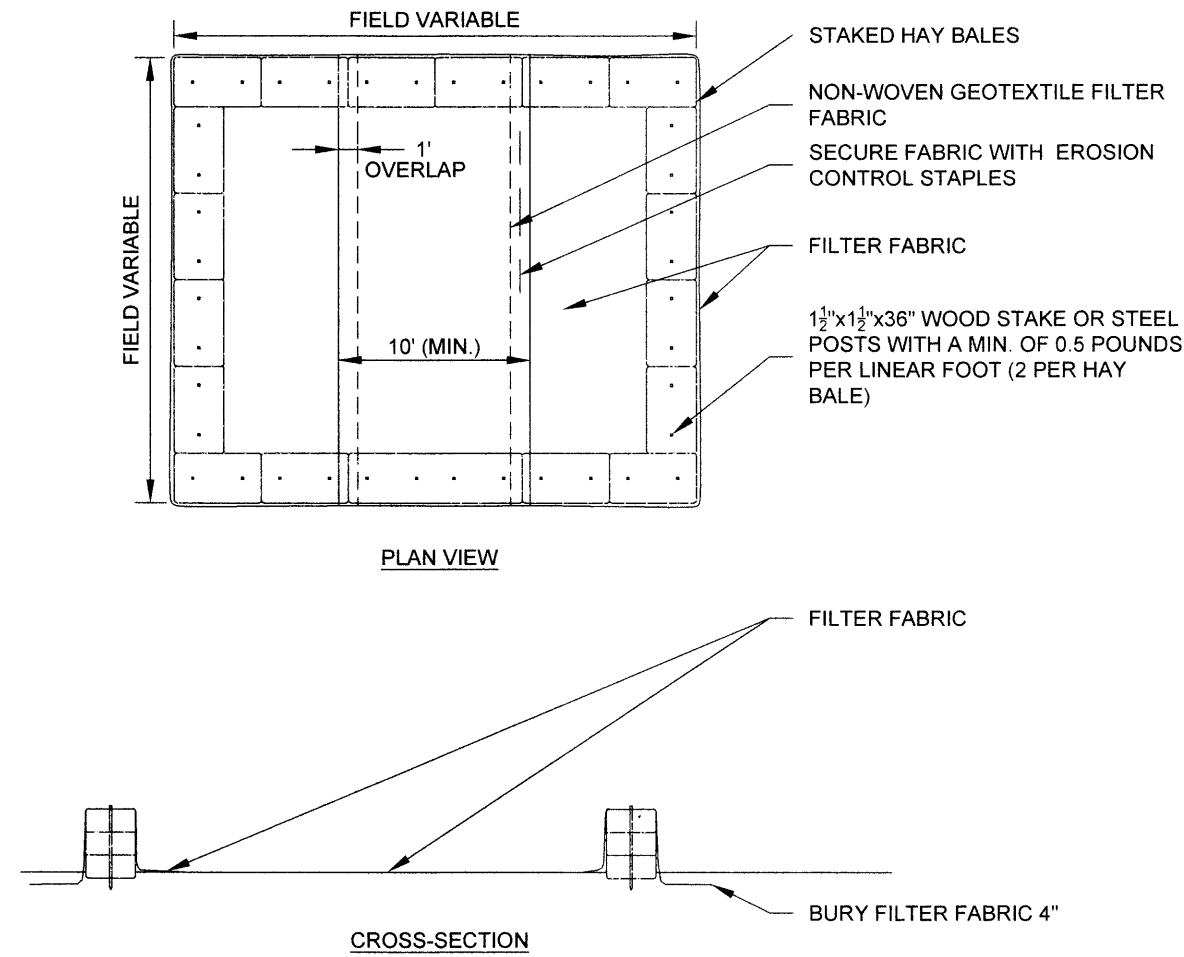 FIELD VARIABLE
STAKED HAY BALES
NON-WOVEN GEOTEXTILE FILTER
FABRIC
1'
OVERLAP
SECURE FABRIC WITH EROSION
CONTROL STAPLES
FIELD VARIABLE
FILTER FABRIC
10' (MIN.)
1½"x1½"x36" WOOD STAKE OR STEEL
POSTS WITH A MIN. OF 0.5 POUNDS
PER LINEAR FOOT (2 PER HAY
BALE)
PLAN VIEW
FILTER FABRIC
BURY FILTER FABRIC 4"
CROSS-SECTION